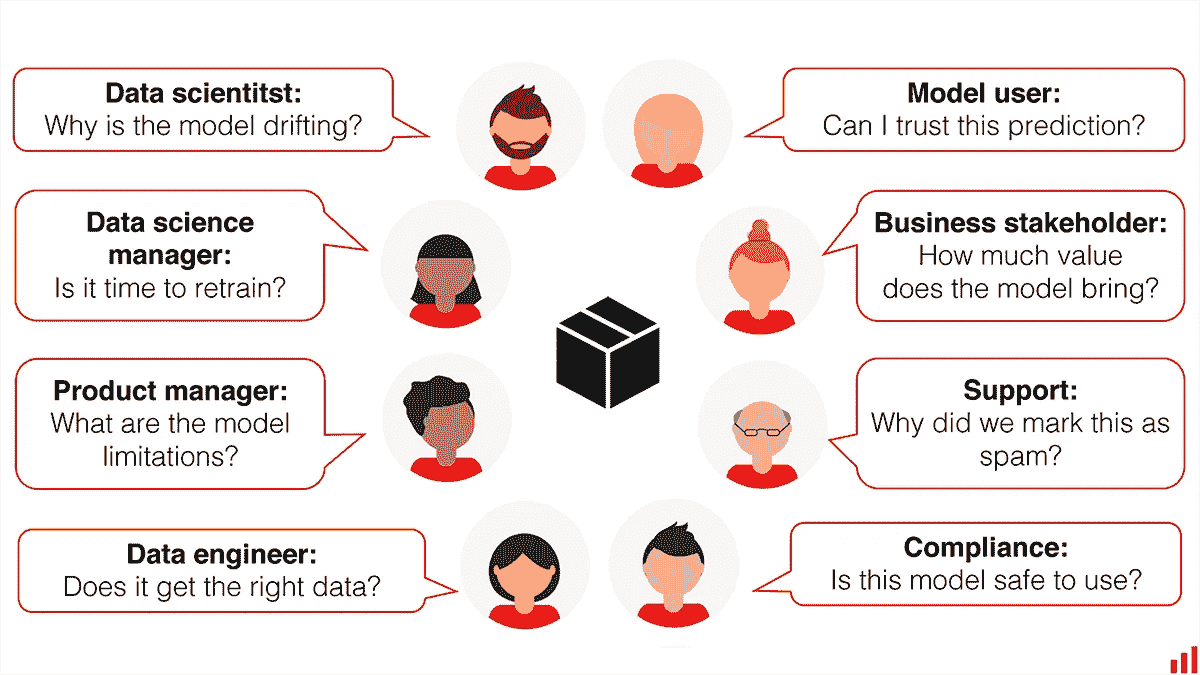 Data scientitst:
Why is the model drifting?
Model user:
Can I trust this prediction?
Data science
manager:
Is it time to retrain?
Business stakeholder:
How much value
does the model bring?
Product manager:
What are the model
limitations?
Support:
Why did we mark this as
spam?
Data engineer:
Does it get the right data?
Compliance:
Is this model safe to use?